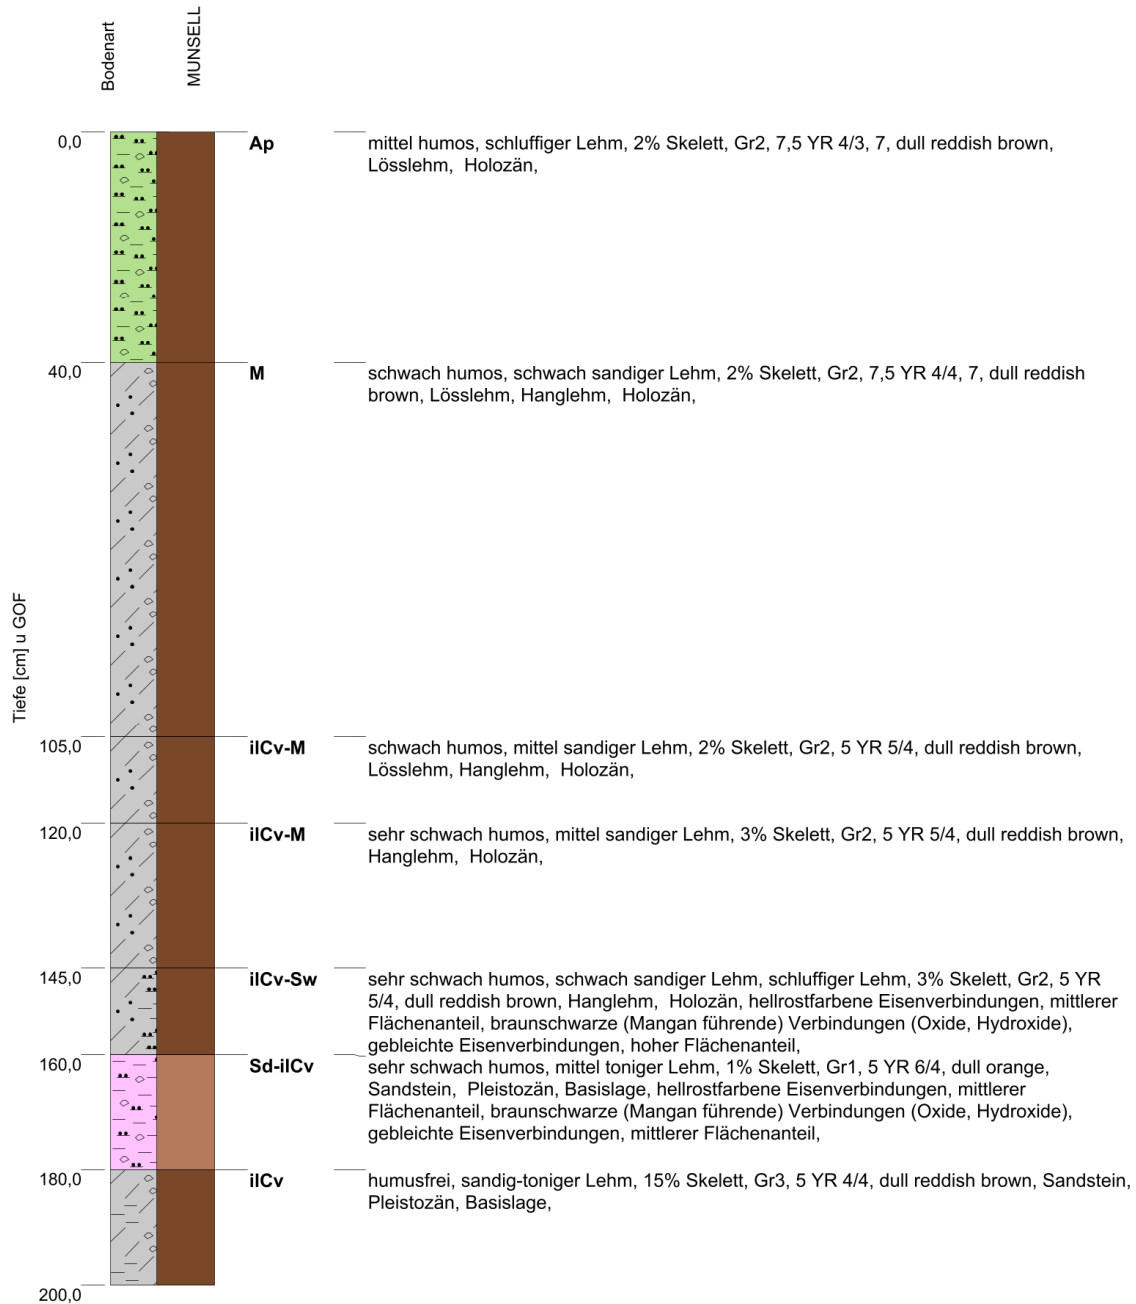 Bodenart
MUNSELL
Tiefe [cm] u GOF
0,0
Ap
mittel humos, schluffiger Lehm, 2% Skelett, Gr2, 7,5 YR 4/3, 7, dull reddish brown,
Lösslehm, Holozän,
40,0
M
schwach humos, schwach sandiger Lehm, 2% Skelett, Gr2, 7,5 YR 4/4, 7, dull reddish
brown, Lösslehm, Hanglehm, Holozän,
105,0
ilCv-M
schwach humos, mittel sandiger Lehm, 2% Skelett, Gr2, 5 YR 5/4, dull reddish brown,
Lösslehm, Hanglehm, Holozän,
120,0
ilCv-M
sehr schwach humos, mittel sandiger Lehm, 3% Skelett, Gr2, 5 YR 5/4, dull reddish brown,
Hanglehm, Holozän,
145,0
ilCv-Sw
sehr schwach humos, schwach sandiger Lehm, schluffiger Lehm, 3% Skelett, Gr2, 5 YR
5/4, dull reddish brown, Hanglehm, Holozän, hellrostfarbene Eisenverbindungen, mittlerer
Flächenanteil, braunschwarze (Mangan führende) Verbindungen (Oxide, Hydroxide),
gebleichte Eisenverbindungen, hoher Flächenanteil,
160,0
Sd-ilCv
sehr schwach humos, mittel toniger Lehm, 1% Skelett, Gr1, 5 YR 6/4, dull orange,
Sandstein, Pleistozän, Basislage, hellrostfarbene Eisenverbindungen, mittlerer
Flächenanteil, braunschwarze (Mangan führende) Verbindungen (Oxide, Hydroxide),
gebleichte Eisenverbindungen, mittlerer Flächenanteil,
180,0
ilCv
humusfrei, sandig-toniger Lehm, 15% Skelett, Gr3, 5 YR 4/4, dull reddish brown, Sandstein,
Pleistozän, Basislage,
200,0